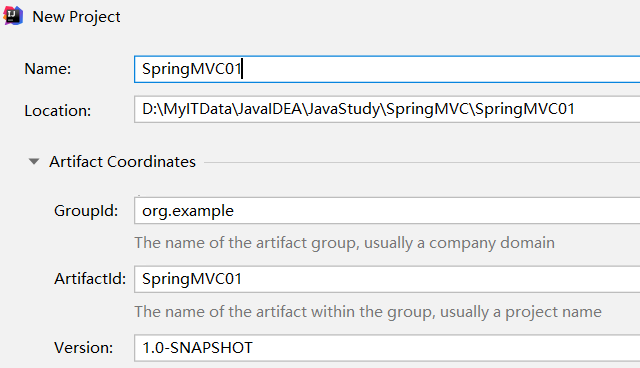 New Project
Name: SpringMVC01
Location: D:\MyITData\JavaIDEA\JavaStudy\SpringMVC\SpringMVC01
Artifact Coordinates
GroupId: org.example
The name of the artifact group, usually a company domain
ArtifactId: SpringMVC01
The name of the artifact within the group, usually a project name
Version: 1.0-SNAPSHOT